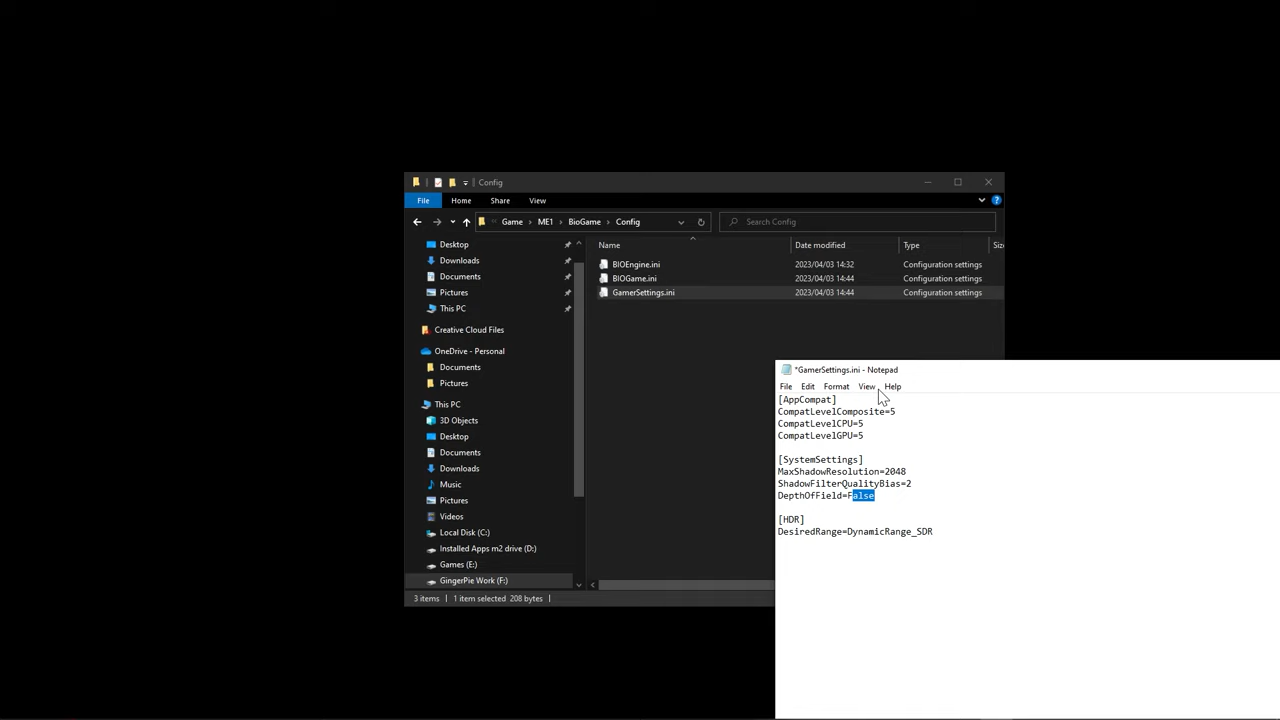 Config
File Home Share View
Game › ME1 › BioGame › Config
Search Config
Desktop
Downloads
Documents
Pictures
This PC
Creative Cloud Files
OneDrive - Personal
Documents
Pictures
This PC
3D Objects
Desktop
Documents
Downloads
Music
Pictures
Videos
Local Disk (C:)
Installed Apps m2 drive (D:)
Games (E:)
GingerPie Work (F:)
Name Date modified Type Siz
BIOEngine.ini 2023/04/03 14:32 Configuration settings
BIOGame.ini 2023/04/03 14:44 Configuration settings
GamerSettings.ini 2023/04/03 14:44 Configuration settings
3 items 1 item selected 208 bytes
*GamerSettings.ini - Notepad
File Edit Format View Help
[AppCompat]
CompatLevelComposite=5
CompatLevelCPU=5
CompatLevelGPU=5
[SystemSettings]
MaxShadowResolution=2048
ShadowFilterQualityBias=2
DepthOfField=False
[HDR]
DesiredRange=DynamicRange_SDR